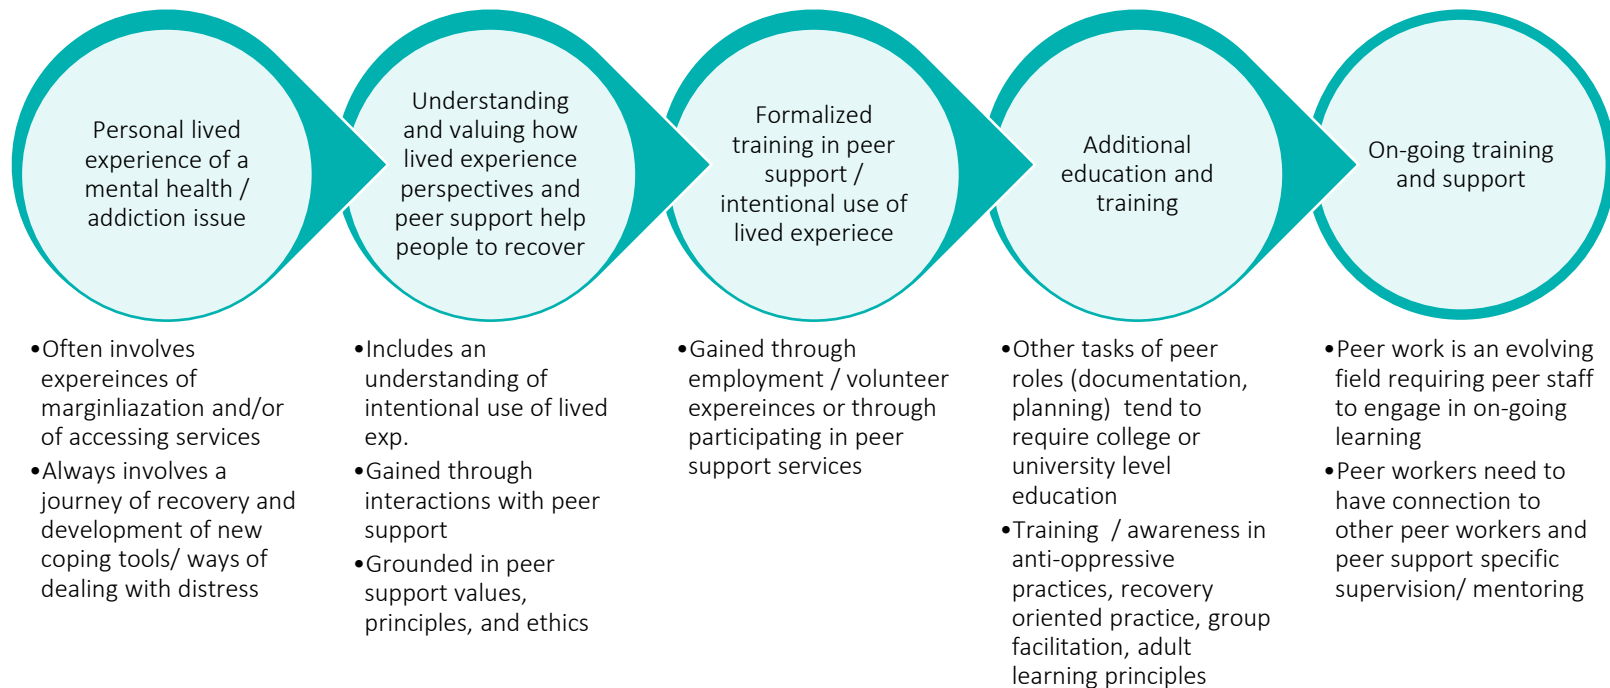 Personal lived
experience of a
mental health /
addiction issue
Understanding
and valuing how
lived experience
perspectives and
peer support help
people to recover
Formalized
training in peer
support /
intentional use of
lived experiece
Additional
education and
training
On-going training
and support
•Often involves
expereinces of
marginliazation and/or
of accessing services
•Always involves a
journey of recovery and
development of new
coping tools/ ways of
dealing with distress
•Includes an
understanding of
intentional use of lived
exp.
•Gained through
interactions with peer
support
•Grounded in peer
support values,
principles, and ethics
•Gained through
employment / volunteer
expereinces or through
participating in peer
support services
•Other tasks of peer
roles (documentation,
planning)  tend to
require college or
university level
education
•Training  / awareness in
anti-oppressive
practices, recovery
oriented practice, group
facilitation, adult
learning principles
•Peer work is an evolving
field requiring peer staff
to engage in on-going
learning
•Peer workers need to
have connection to
other peer workers and
peer support specific
supervision/ mentoring